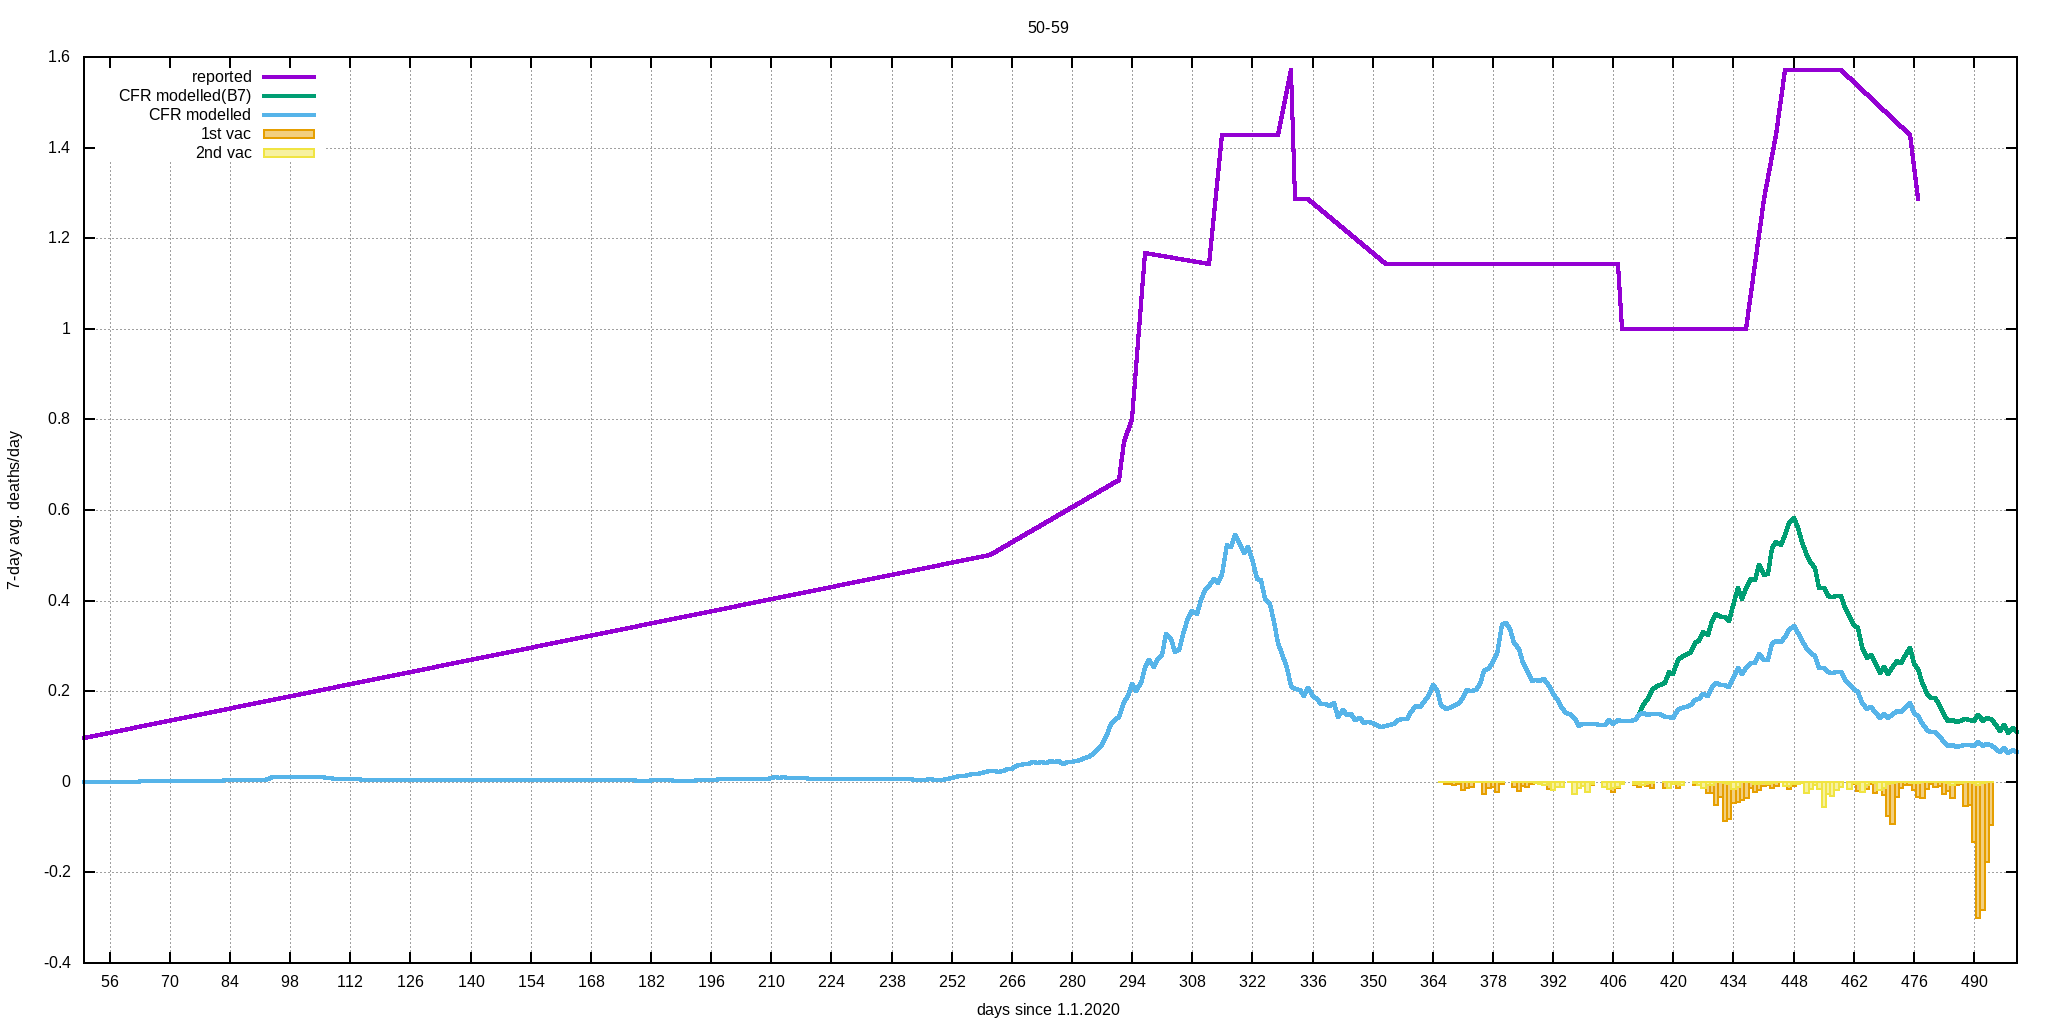 50-59
1.6
1.4
1.2
1
0.8
0.6
0.4
0.2
0
-0.2
-0.4
7-day avg. deaths/day
reported
CFR modelled(B7)
CFR modelled
1st vac
2nd vac
56 70 84 98 112 126 140 154 168 182 196 210 224 238 252 266 280 294 308 322 336 350 364 378 392 406 420 434 448 462 476 490
days since 1.1.2020